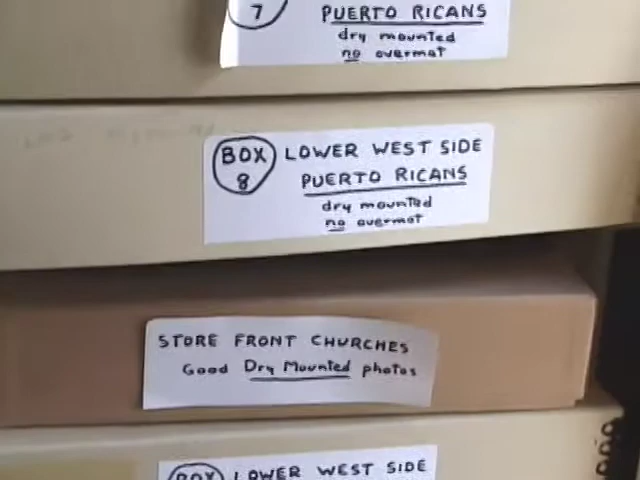 7 PUERTO RICANS
dry mounted
no overmat
BOX 8 LOWER WEST SIDE
PUERTO RICANS
dry mounted
no overmat
STORE FRONT CHURCHES
Good Dry Mounted photos
BOX LOWER WEST SIDE